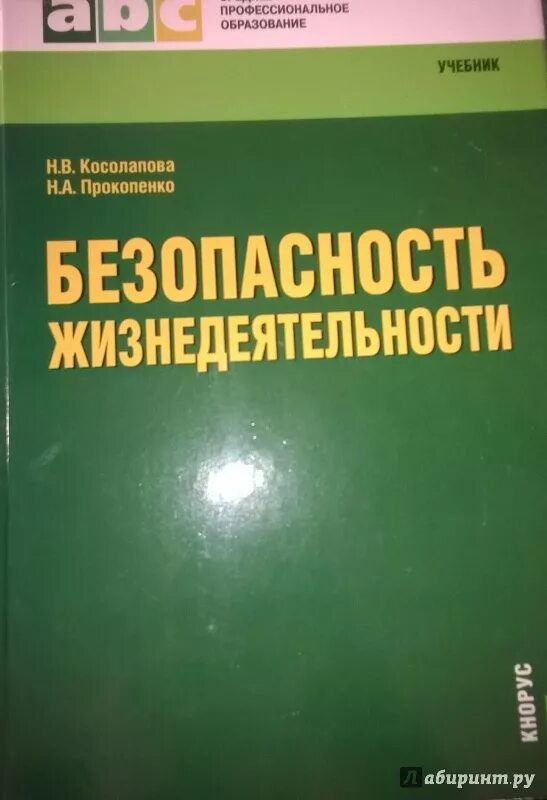 abc
ПРОФЕССИОНАЛЬНОЕ
ОБРАЗОВАНИЕ
УЧЕБНИК
Н.В. Косолапова
Н.А. Прокопенко
БЕЗОПАСНОСТЬ
ЖИЗНЕДЕЯТЕЛЬНОСТИ
КНОРУС
Лабиринт.ру